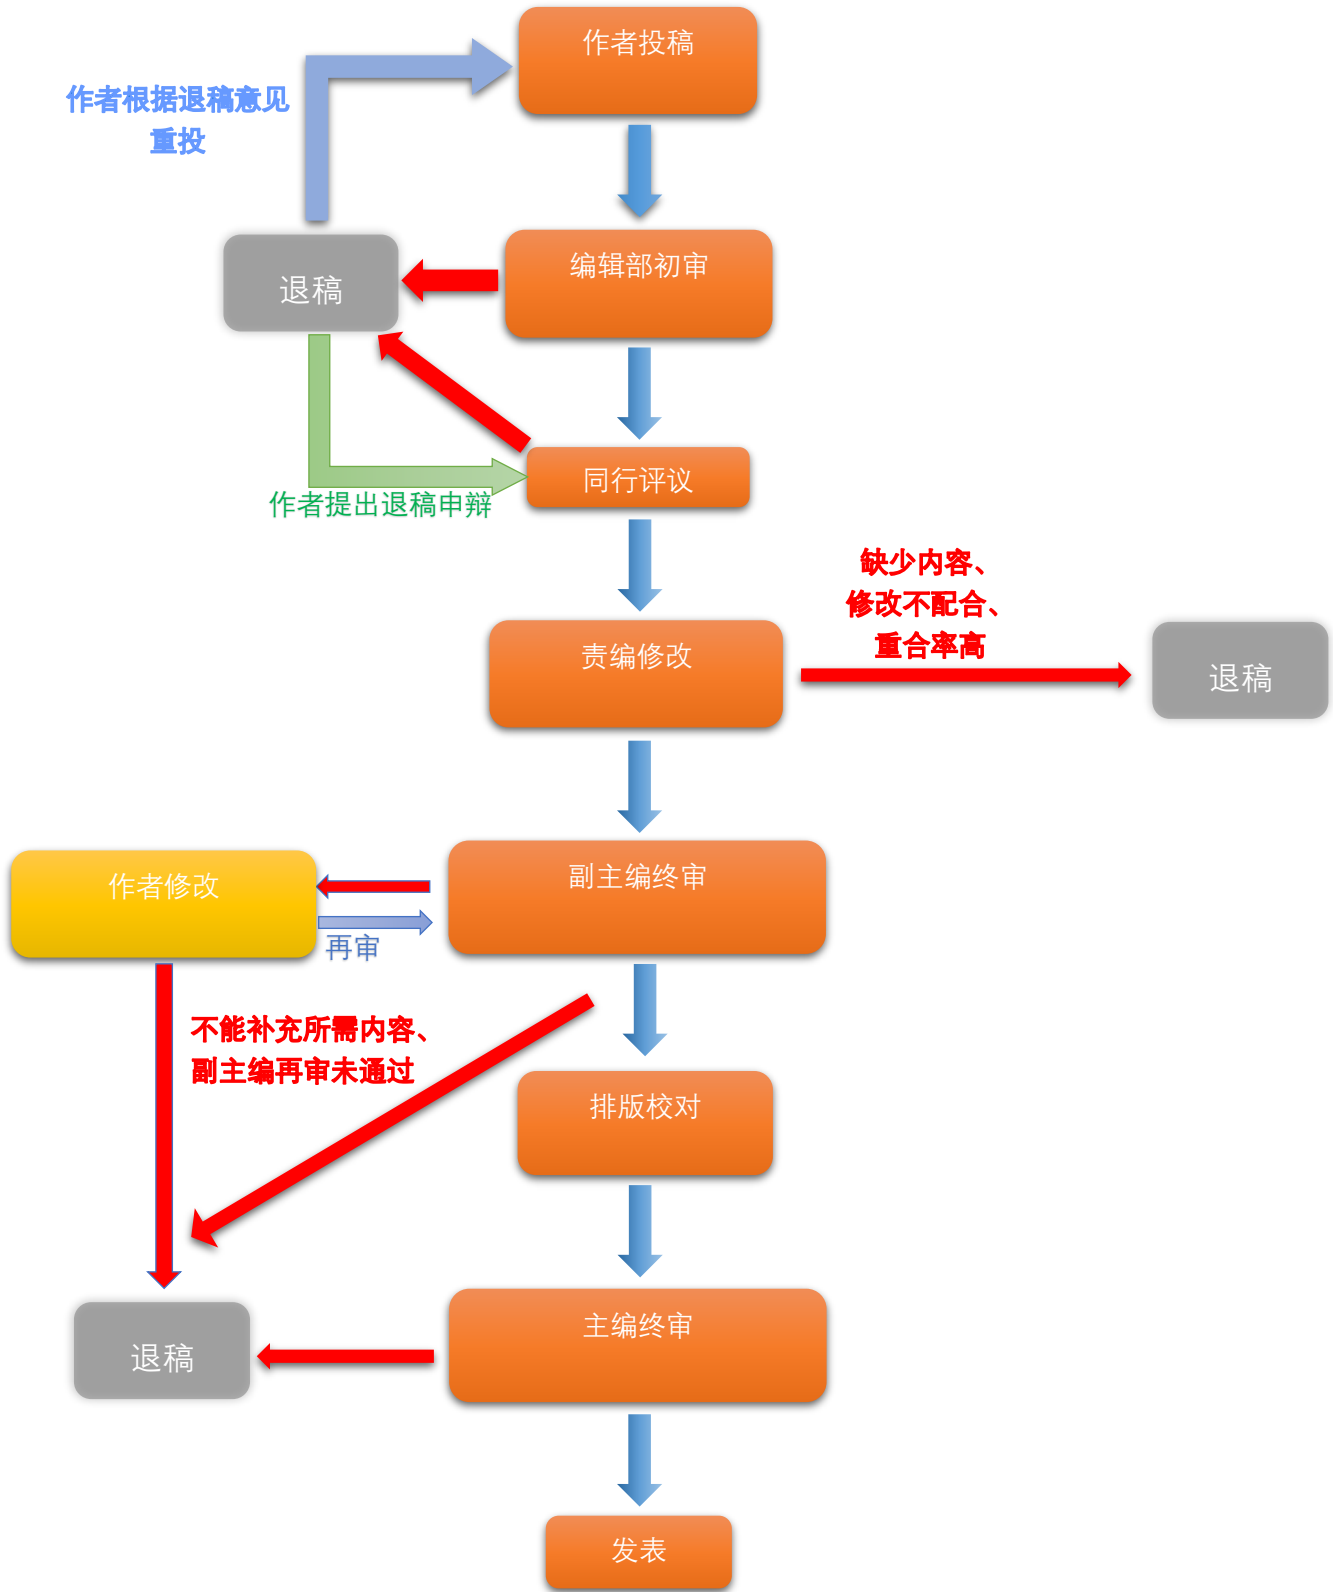 作者投稿
作者根据退稿意见
重投
编辑部初审
退稿
同行评议
作者提出退稿申辩
缺少内容、
修改不配合、
重合率高
责编修改
退稿
副主编终审
作者修改
再审
不能补充所需内容、
副主编再审未通过
排版校对
主编终审
退稿
发表